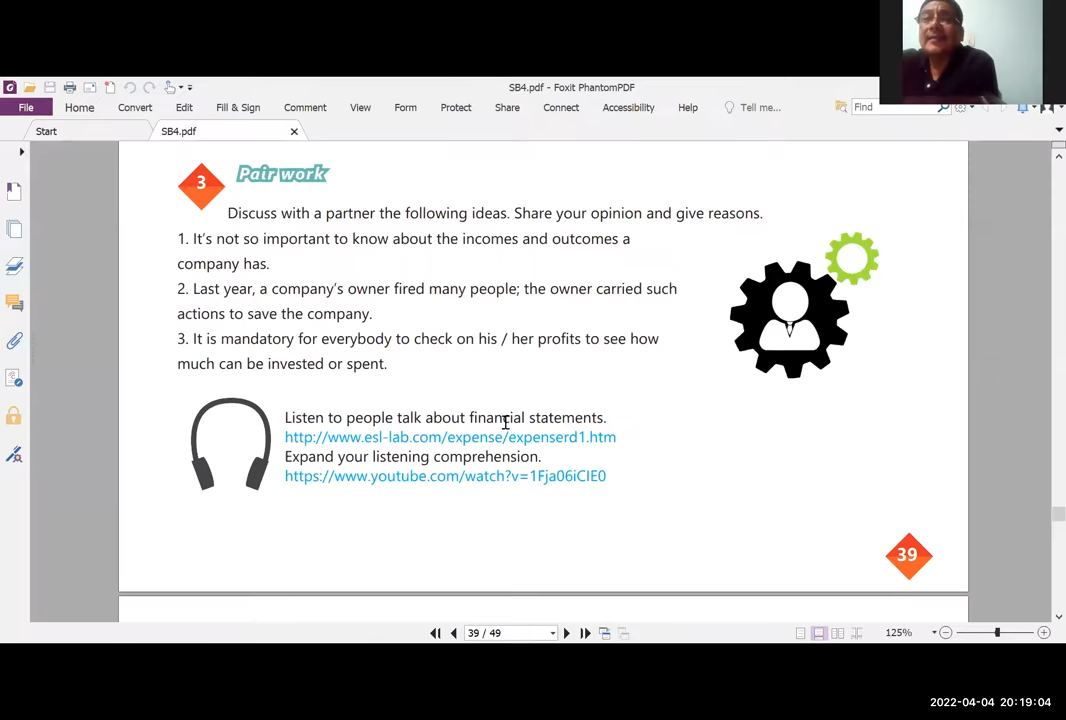 SB4.pdf - Foxit PhantomPDF
File Home Convert Edit Fill & Sign Comment View Form Protect Share Connect Accessibility Help Tell me... Find
Start SB4.pdf
3 Pair work
Discuss with a partner the following ideas. Share your opinion and give reasons.
1. It's not so important to know about the incomes and outcomes a
company has.
2. Last year, a company's owner fired many people; the owner carried such
actions to save the company.
3. It is mandatory for everybody to check on his / her profits to see how
much can be invested or spent.
Listen to people talk about financial statements.
http://www.esl-lab.com/expense/expenserd1.htm
Expand your listening comprehension.
https://www.youtube.com/watch?v=1Fja06iCIE0
39
39 / 49
125%
2022-04-04 20:19:04